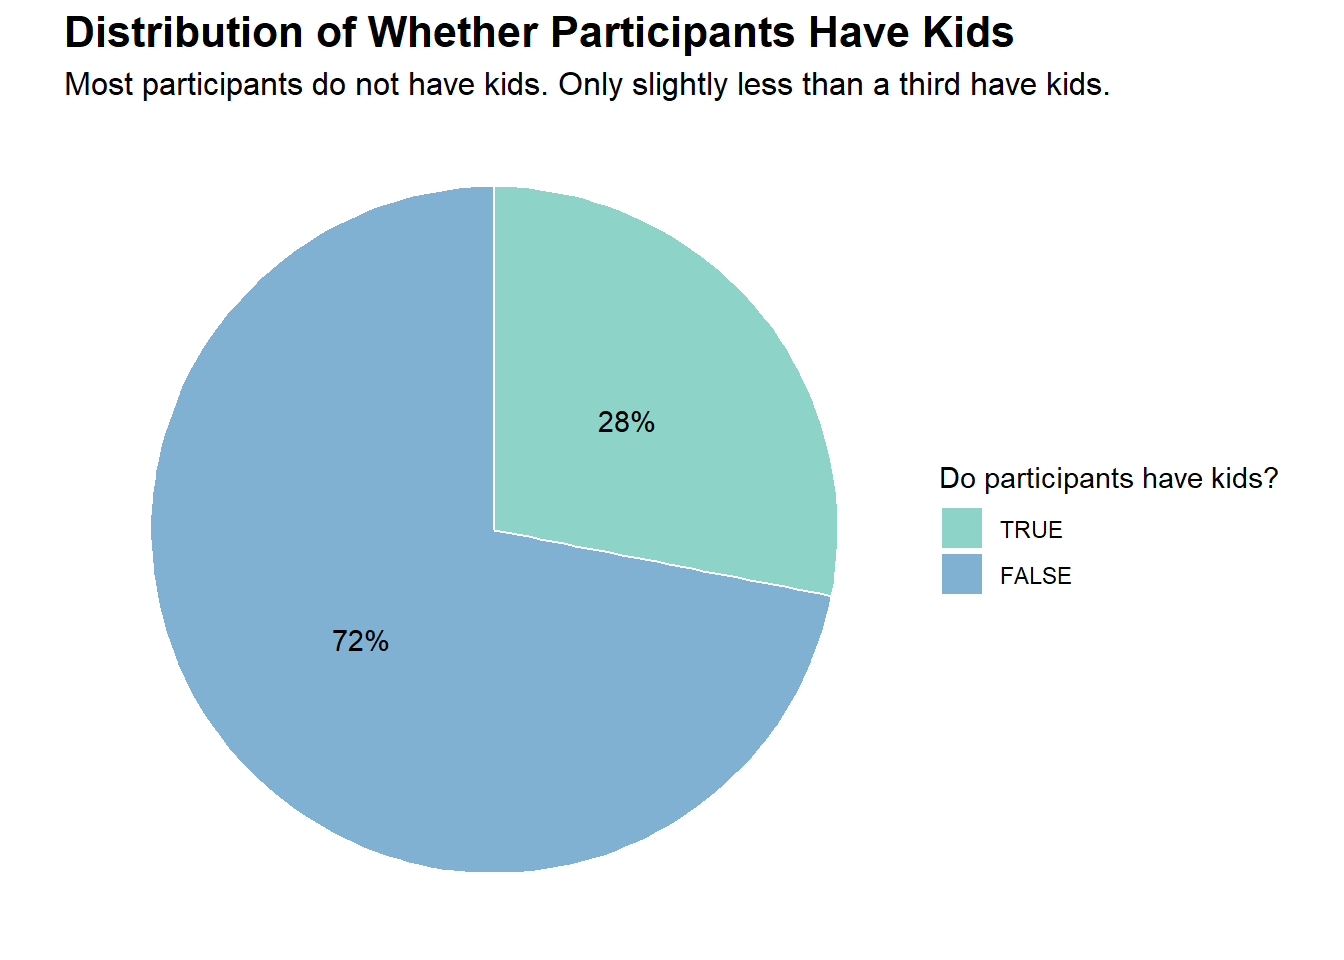 Distribution of Whether Participants Have Kids
Most participants do not have kids. Only slightly less than a third have kids.
28%
72%
Do participants have kids?
TRUE
FALSE